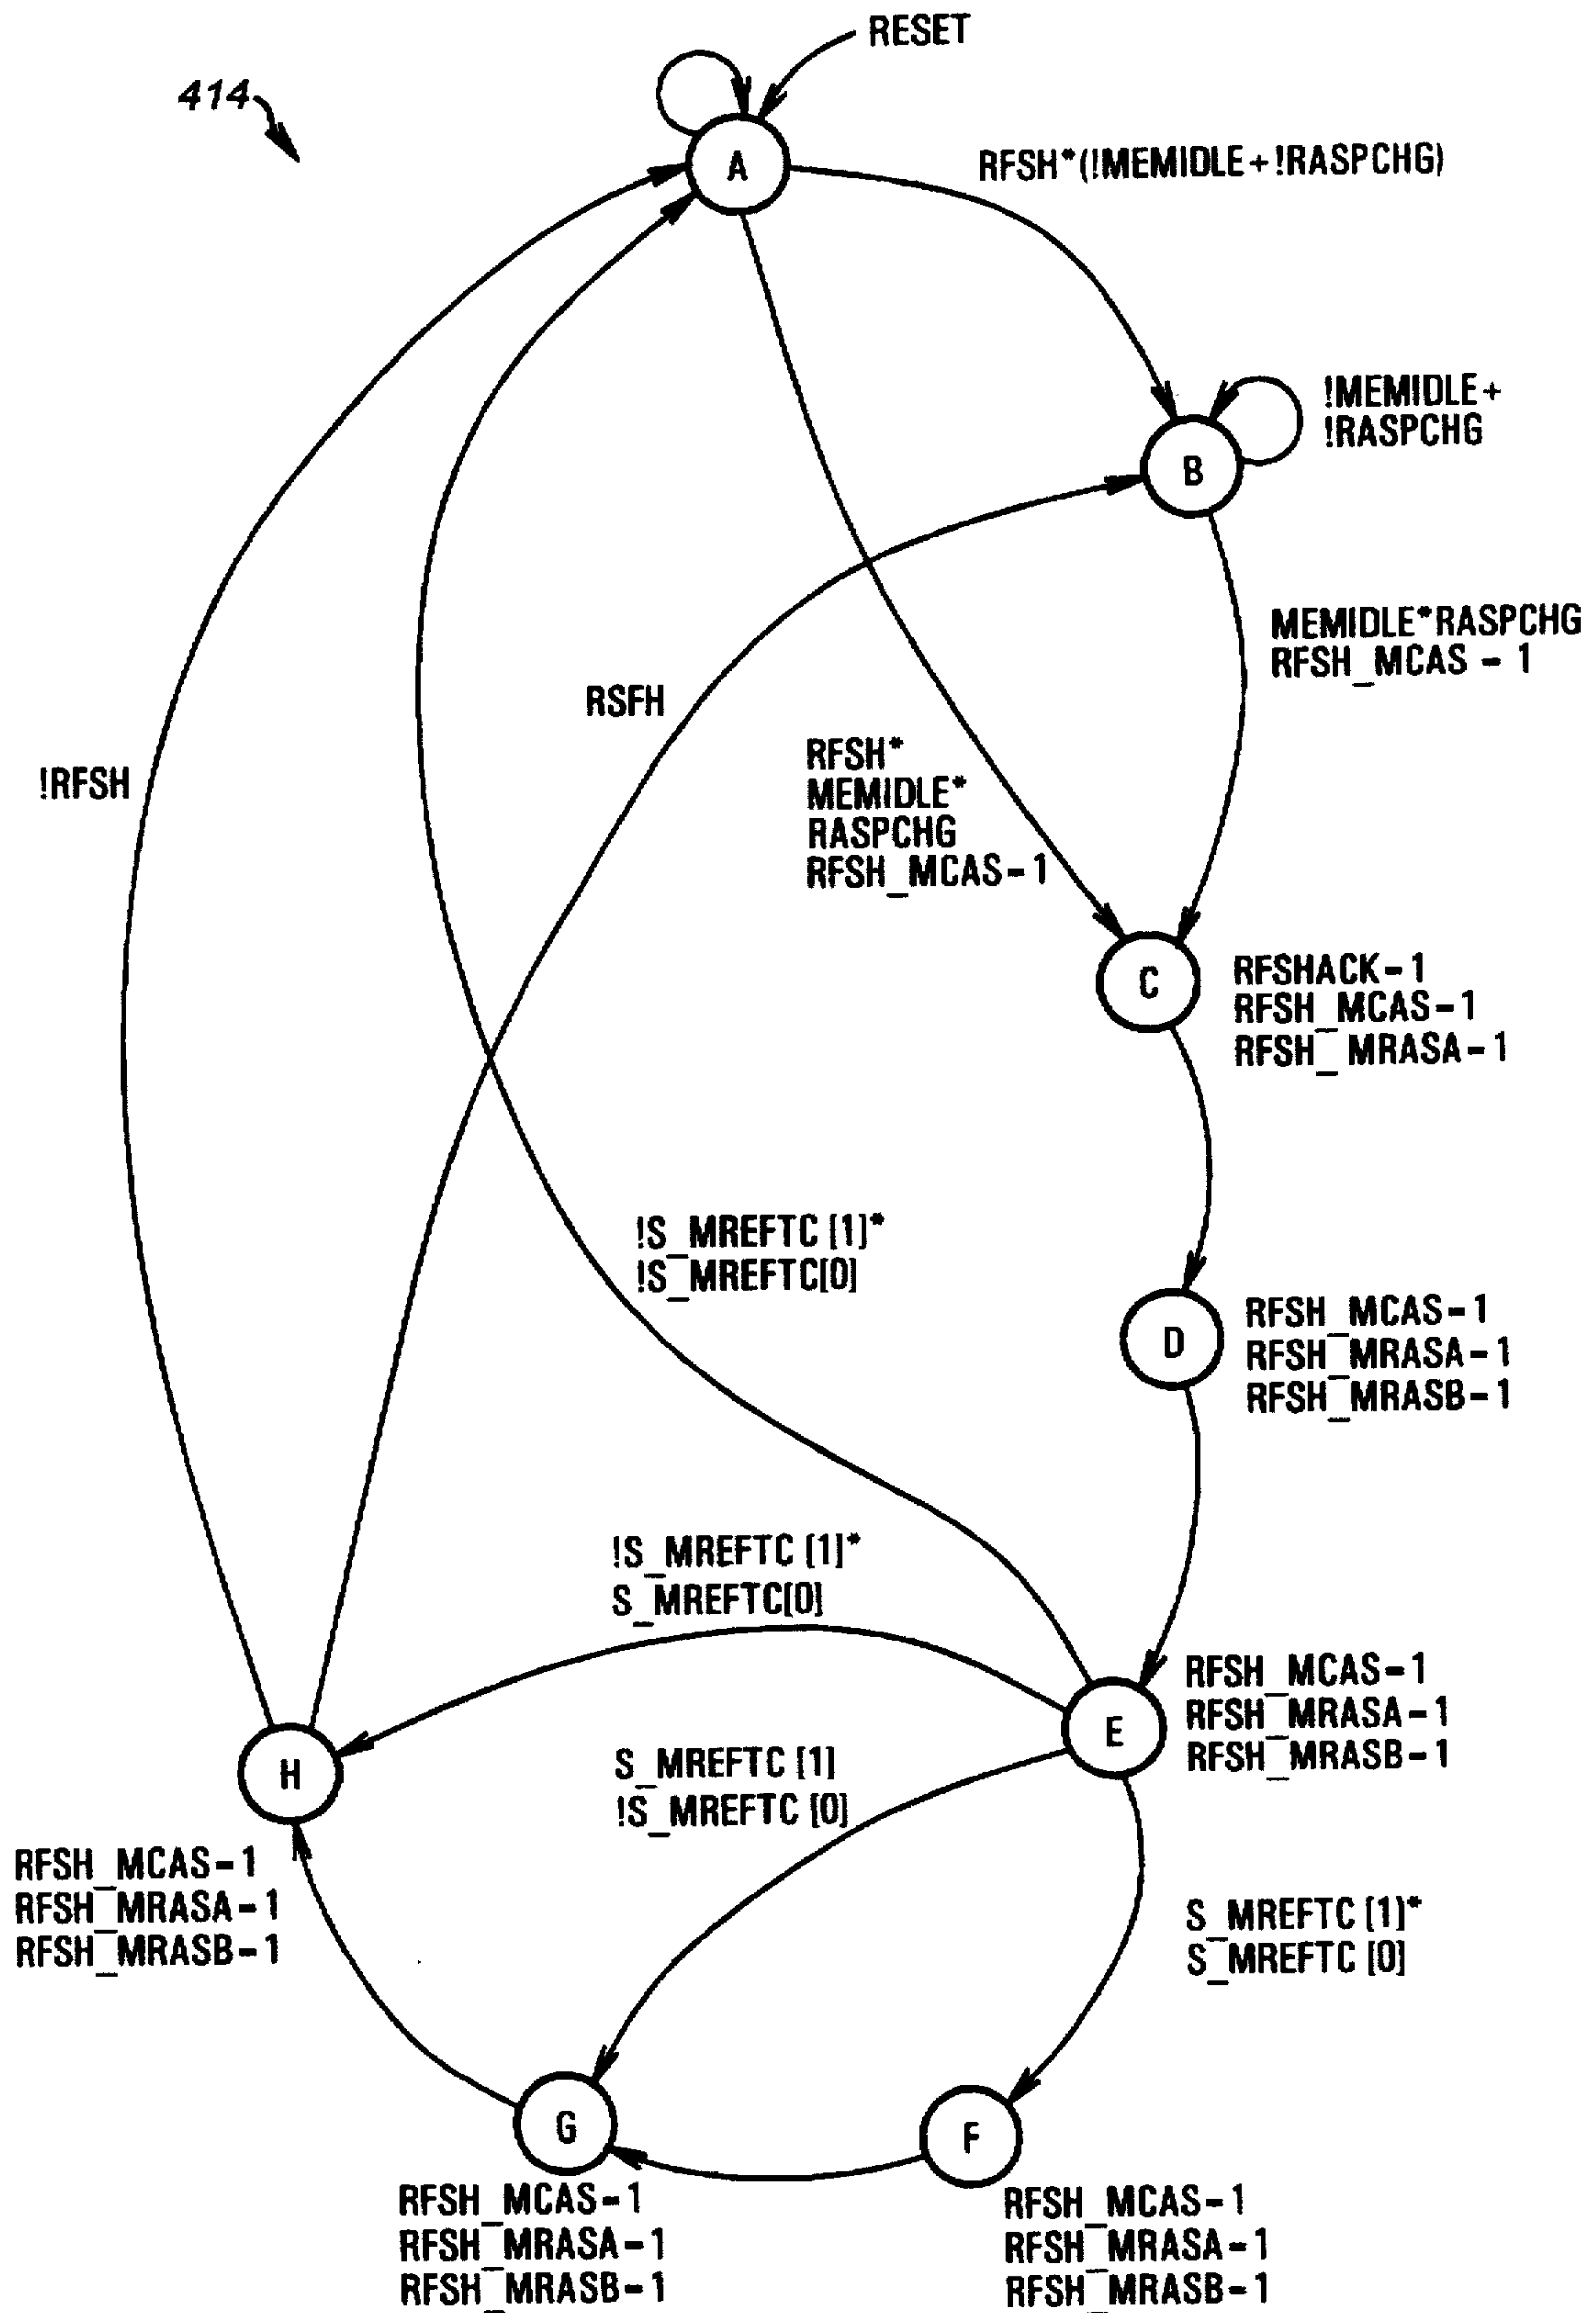 RESET
414
A
RFSH*(!MEMIDLE+!RASPCHG)
!MEMIDLE+
!RASPCHG
B
MEMIDLE*RASPCHG
RFSH_MCAS-1
RSFH
RFSH*
MEMIDLE*
RASPCHG
RFSH_MCAS-1
!RFSH
C
RFSHACK-1
RFSH_MCAS-1
RFSH_MRASA-1
!S_MREFTC [1]*
!S_MREFTC[0]
D
RFSH_MCAS-1
RFSH_MRASA-1
RFSH_MRASB-1
!S_MREFTC [1]*
S_MREFTC[0]
E
RFSH_MCAS-1
RFSH_MRASA-1
RFSH_MRASB-1
H
S_MREFTC [1]
!S_MREFTC [0]
RFSH_MCAS-1
RFSH_MRASA-1
RFSH_MRASB-1
S_MREFTC [1]*
S_MREFTC [0]
G
F
RFSH_MCAS-1
RFSH_MRASA-1
RFSH_MRASB-1
RFSH_MCAS-1
RFSH_MRASA-1
RFSH_MRASB-1